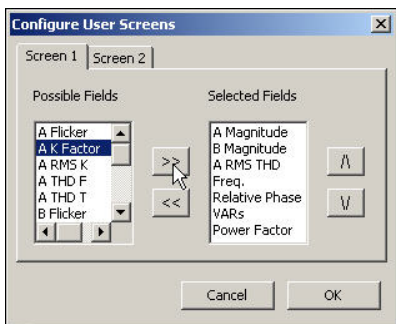 Configure User Screens
Screen 1 Screen 2
Possible Fields
Selected Fields
A Flicker
A K Factor
A RMS K
A THD F
A THD T
B Flicker
>>
<<
A Magnitude
B Magnitude
A RMS THD
Freq.
Relative Phase
VARs
Power Factor
/\
\/
Cancel OK